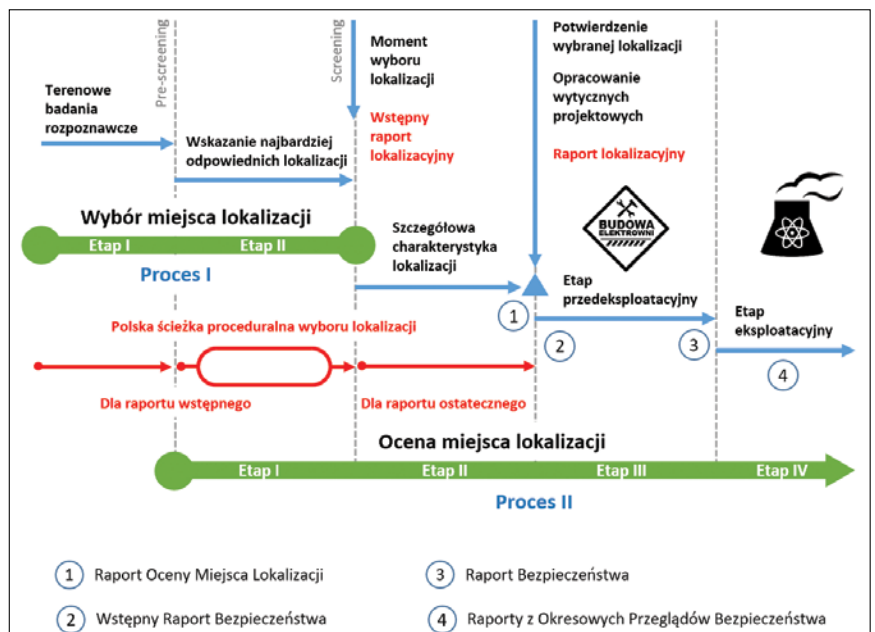 Pre-screening
Screening
Terenowe
badania
rozpoznawcze
Wskazanie najbardziej
odpowiednich lokalizacji
Moment
wyboru
lokalizacji
Wstępny
raport
lokalizacyjny
Potwierdzenie
wybranej lokalizacji
Opracowanie
wytycznych
projektowych
Raport lokalizacyjny
BUDOWA
ELEKTROWNI
Wybór miejsca lokalizacji
Etap I
Etap II
Proces I
Szczegółowa
charakterystyka
lokalizacji
Etap
przedeksploatacyjny
1
2
3
Etap
eksploatacyjny
4
Polska ścieżka proceduralna wyboru lokalizacji
Dla raportu wstępnego
Dla raportu ostatecznego
Ocena miejsca lokalizacji
Etap I
Etap II
Etap III
Etap IV
Proces II
1 Raport Oceny Miejsca Lokalizacji
2 Wstępny Raport Bezpieczeństwa
3 Raport Bezpieczeństwa
4 Raporty z Okresowych Przeglądów Bezpieczeństwa